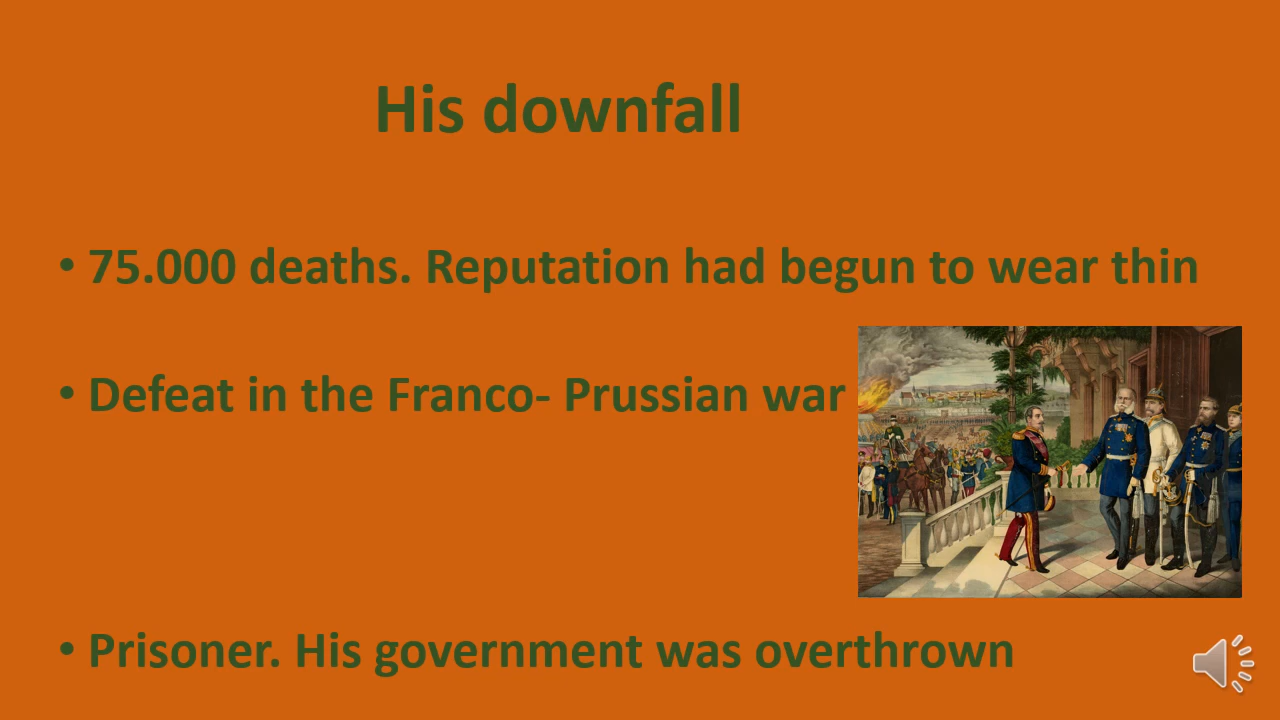 His downfall
• 75.000 deaths. Reputation had begun to wear thin
• Defeat in the Franco- Prussian war
• Prisoner. His government was overthrown